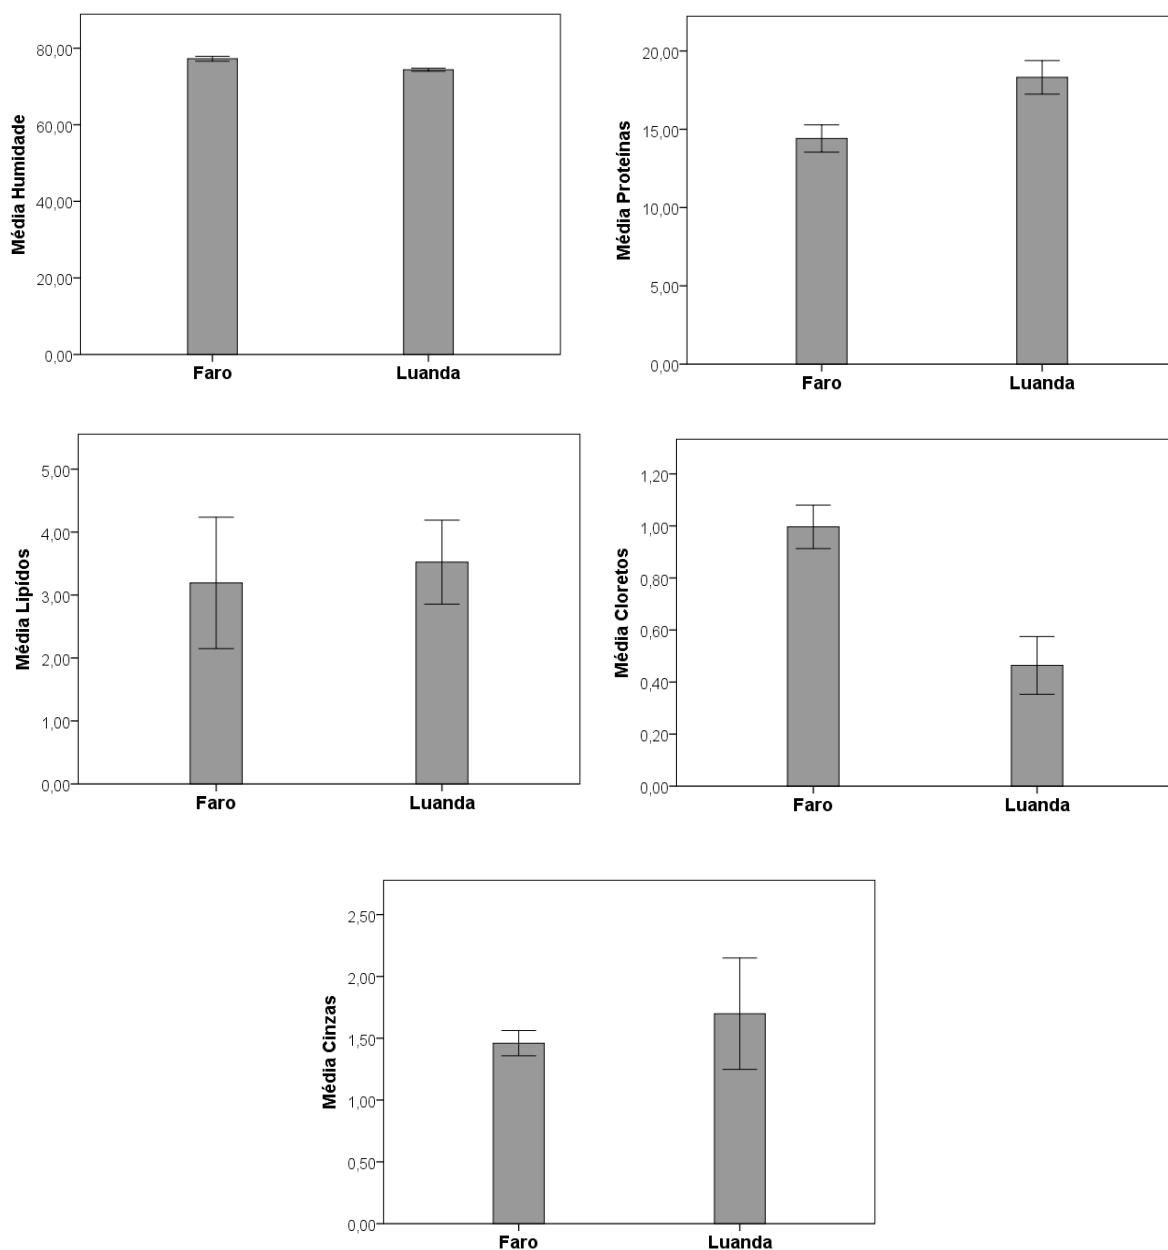 Média Humidade
80,00
60,00
40,00
20,00
0,00
Faro Luanda
Média Proteínas
20,00
15,00
10,00
5,00
0,00
Faro Luanda
Média Lipídos
5,00
4,00
3,00
2,00
1,00
0,00
Faro Luanda
Média Cloretos
1,20
1,00
0,80
0,60
0,40
0,20
0,00
Faro Luanda
Média Cinzas
2,50
2,00
1,50
1,00
0,50
0,00
Faro Luanda